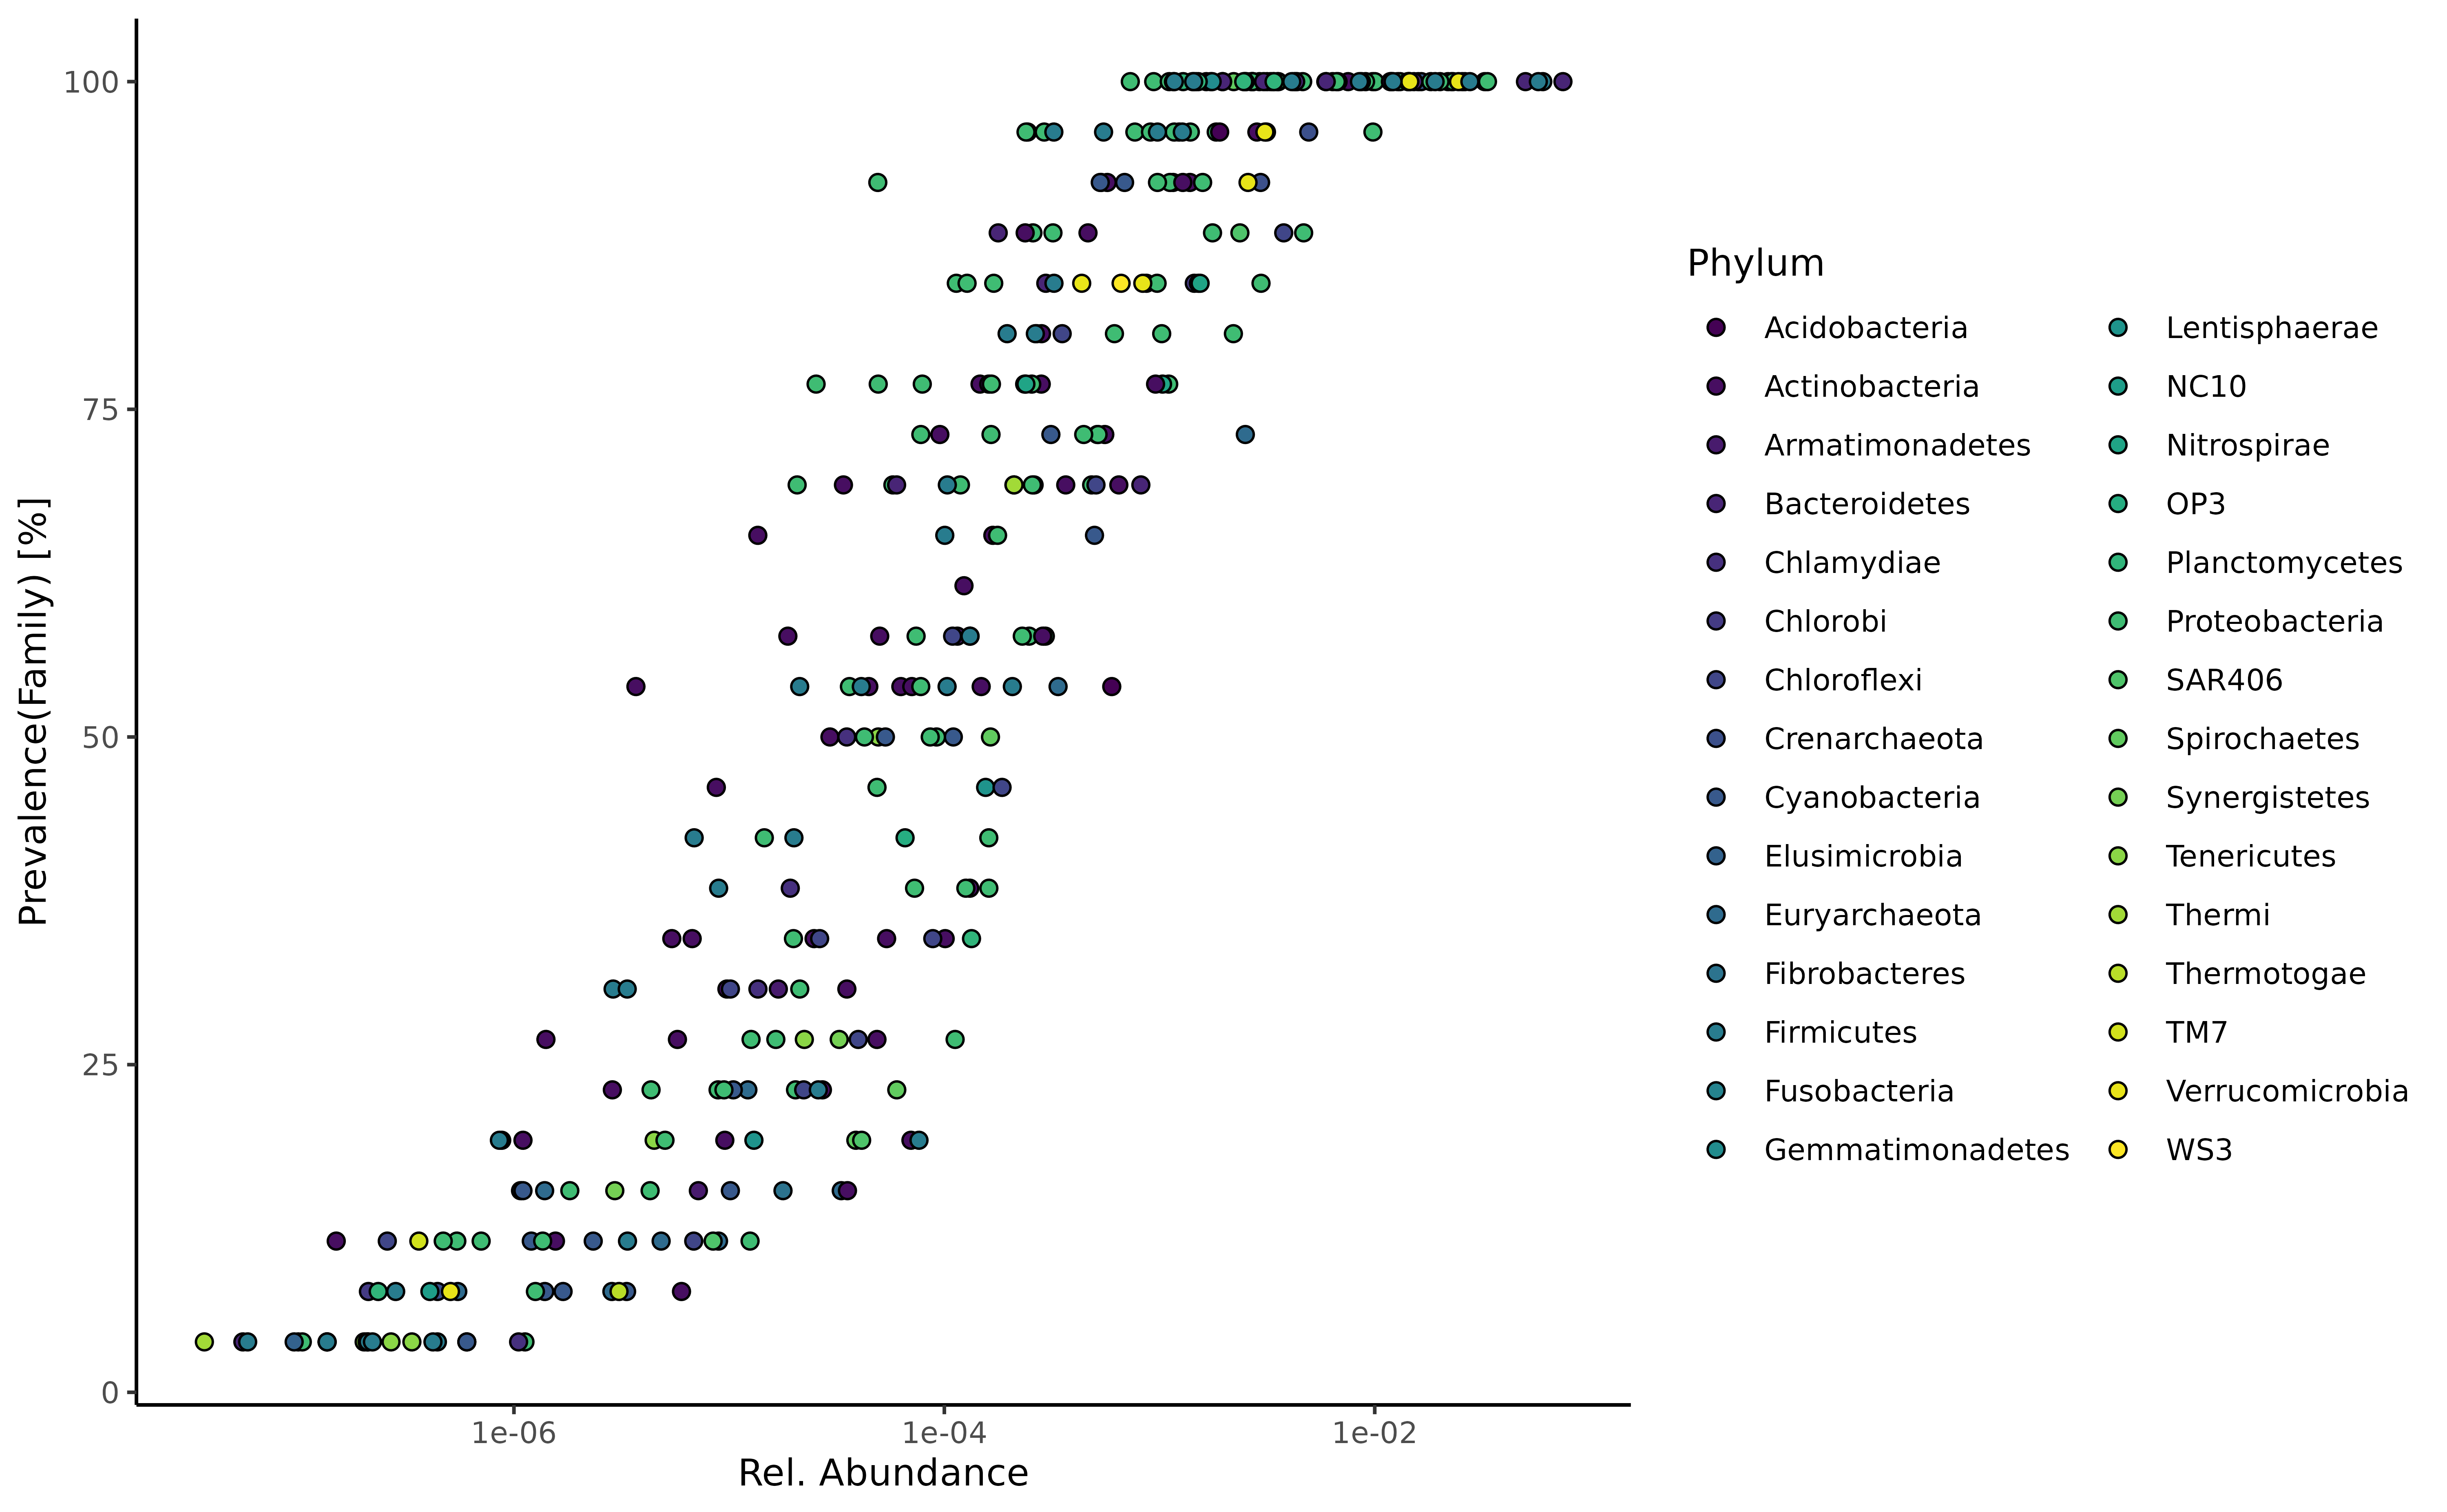 100
75
50
25
0
Prevalence(Family) [%]
1e-06
1e-04
1e-02
Rel. Abundance
Phylum
Acidobacteria
Actinobacteria
Armatimonadetes
Bacteroidetes
Chlamydiae
Chlorobi
Chloroflexi
Crenarchaeota
Cyanobacteria
Elusimicrobia
Euryarchaeota
Fibrobacteres
Firmicutes
Fusobacteria
Gemmatimonadetes
Lentisphaerae
NC10
Nitrospirae
OP3
Planctomycetes
Proteobacteria
SAR406
Spirochaetes
Synergistetes
Tenericutes
Thermi
Thermotogae
TM7
Verrucomicrobia
WS3